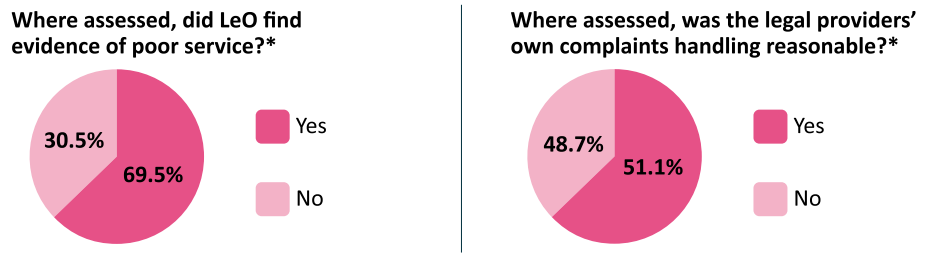 Where assessed, did LeO find
evidence of poor service?*
30.5%
69.5%
Yes
No
Where assessed, was the legal providers’
own complaints handling reasonable?*
48.7%
51.1%
Yes
No